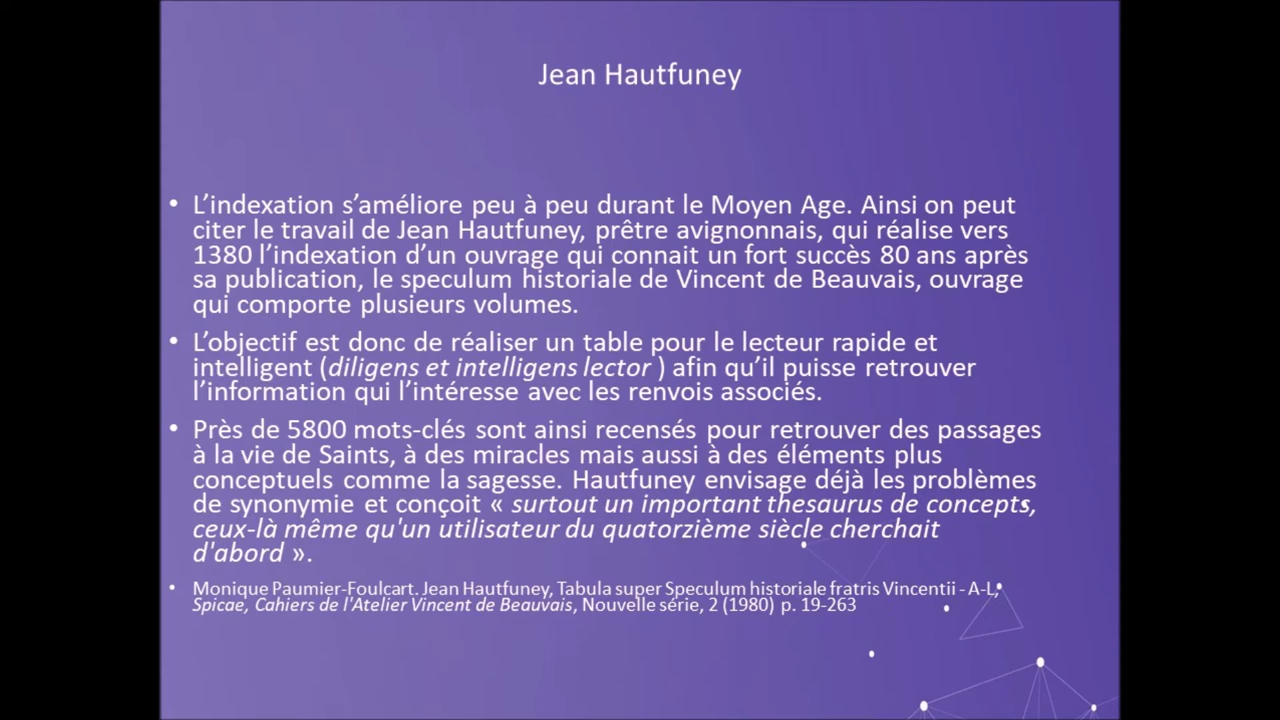 Jean Hautfuney
• L’indexation s’améliore peu à peu durant le Moyen Age. Ainsi on peut
citer le travail de Jean Hautfuney, prêtre avignonnais, qui réalise vers
1380 l’indexation d’un ouvrage qui connait un fort succès 80 ans après
sa publication, le speculum historiale de Vincent de Beauvais, ouvrage
qui comporte plusieurs volumes.
• L’objectif est donc de réaliser un table pour le lecteur rapide et
intelligent (diligens et intelligens lector ) afin qu’il puisse retrouver
l’information qui l’intéresse avec les renvois associés.
• Près de 5800 mots-clés sont ainsi recensés pour retrouver des passages
à la vie de Saints, à des miracles mais aussi à des éléments plus
conceptuels comme la sagesse. Hautfuney envisage déjà les problèmes
de synonymie et conçoit « surtout un important thesaurus de concepts,
ceux-là même qu'un utilisateur du quatorzième siècle cherchait
d'abord ».
• Monique Paumier-Foulcart. Jean Hautfuney, Tabula super Speculum historiale fratris Vincentii - A-L,
Spicae, Cahiers de l'Atelier Vincent de Beauvais, Nouvelle série, 2 (1980) p. 19-263